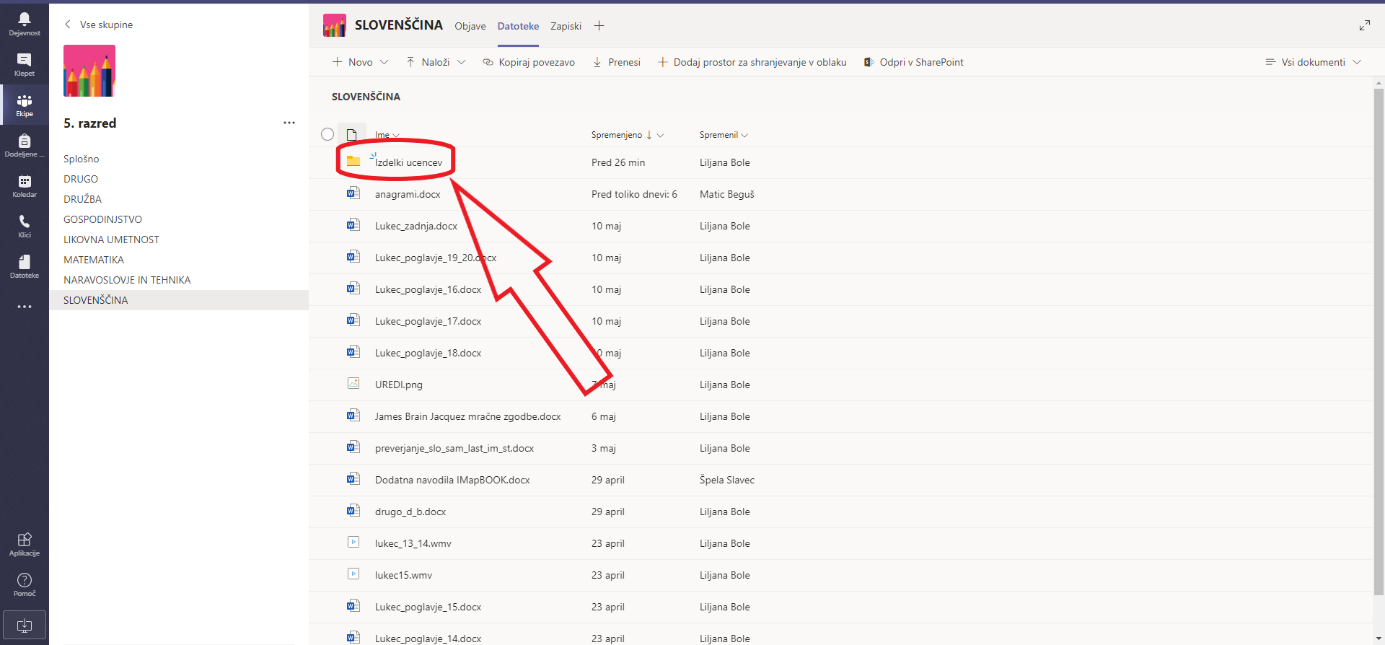 Dejavnost
Klepet
Ekipe
Dodeljene ...
Koledar
Klici
Datoteke
Aplikacije
Pomoč
Vse skupine
5. razred
Splošno
DRUGO
DRUŽBA
GOSPODINJSTVO
LIKOVNA UMETNOST
MATEMATIKA
NARAVOSLOVJE IN TEHNIKA
SLOVENŠČINA
SLOVENŠČINA Objave Datoteke Zapiski
Novo Naloži Kopiraj povezavo Prenesi Dodaj prostor za shranjevanje v oblaku Odpri v SharePoint Vsi dokumenti
SLOVENŠČINA
Ime Spremenjeno Spremenil
Izdelki ucencev Pred 26 min Liljana Bole
anagrami.docx Pred toliko dnevi: 6 Matic Beguš
Lukec_zadnja.docx 10 maj Liljana Bole
Lukec_poglavje_19_20.docx 10 maj Liljana Bole
Lukec_poglavje_16.docx 10 maj Liljana Bole
Lukec_poglavje_17.docx 10 maj Liljana Bole
Lukec_poglavje_18.docx 10 maj Liljana Bole
UREDI.png 7 maj Liljana Bole
James Brain Jacquez mračne zgodbe.docx 6 maj Liljana Bole
preverjanje_slo_sam_last_im_st.docx 3 maj Liljana Bole
Dodatna navodila IMapBOOK.docx 29 april Špela Slavec
drugo_d_b.docx 29 april Liljana Bole
lukec_13_14.wmv 23 april Liljana Bole
lukec15.wmv 23 april Liljana Bole
Lukec_poglavje_15.docx 23 april Liljana Bole
Lukec_poglavje_14.docx 23 april Liljana Bole